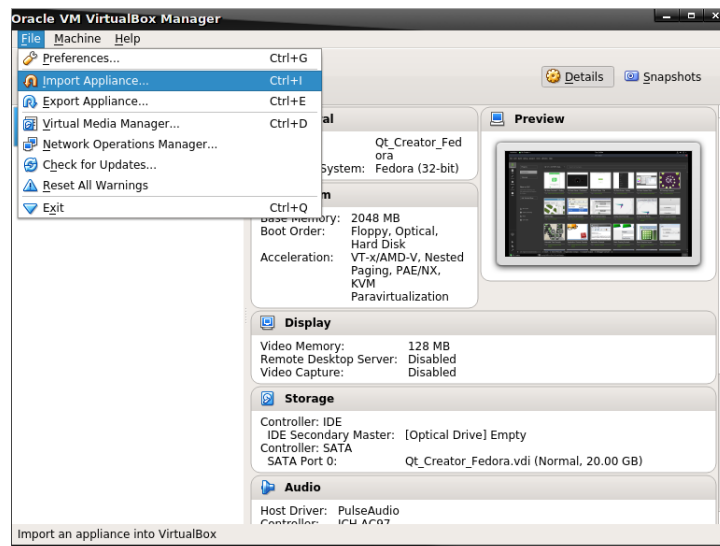 Oracle VM VirtualBox Manager
File Machine Help
Preferences... Ctrl+G
Import Appliance... Ctrl+I
Export Appliance... Ctrl+E
Virtual Media Manager... Ctrl+D
Network Operations Manager...
Check for Updates...
Reset All Warnings
Exit Ctrl+Q
Details Snapshots
al
Qt_Creator_Fed
ora
System: Fedora (32-bit)
m
Base Memory: 2048 MB
Boot Order: Floppy, Optical,
Hard Disk
Acceleration: VT-x/AMD-V, Nested
Paging, PAE/NX,
KVM
Paravirtualization
Preview
Display
Video Memory: 128 MB
Remote Desktop Server: Disabled
Video Capture: Disabled
Storage
Controller: IDE
IDE Secondary Master: [Optical Drive] Empty
Controller: SATA
SATA Port 0: Qt_Creator_Fedora.vdi (Normal, 20.00 GB)
Audio
Host Driver: PulseAudio
Controller: ICH AC97
Import an appliance into VirtualBox